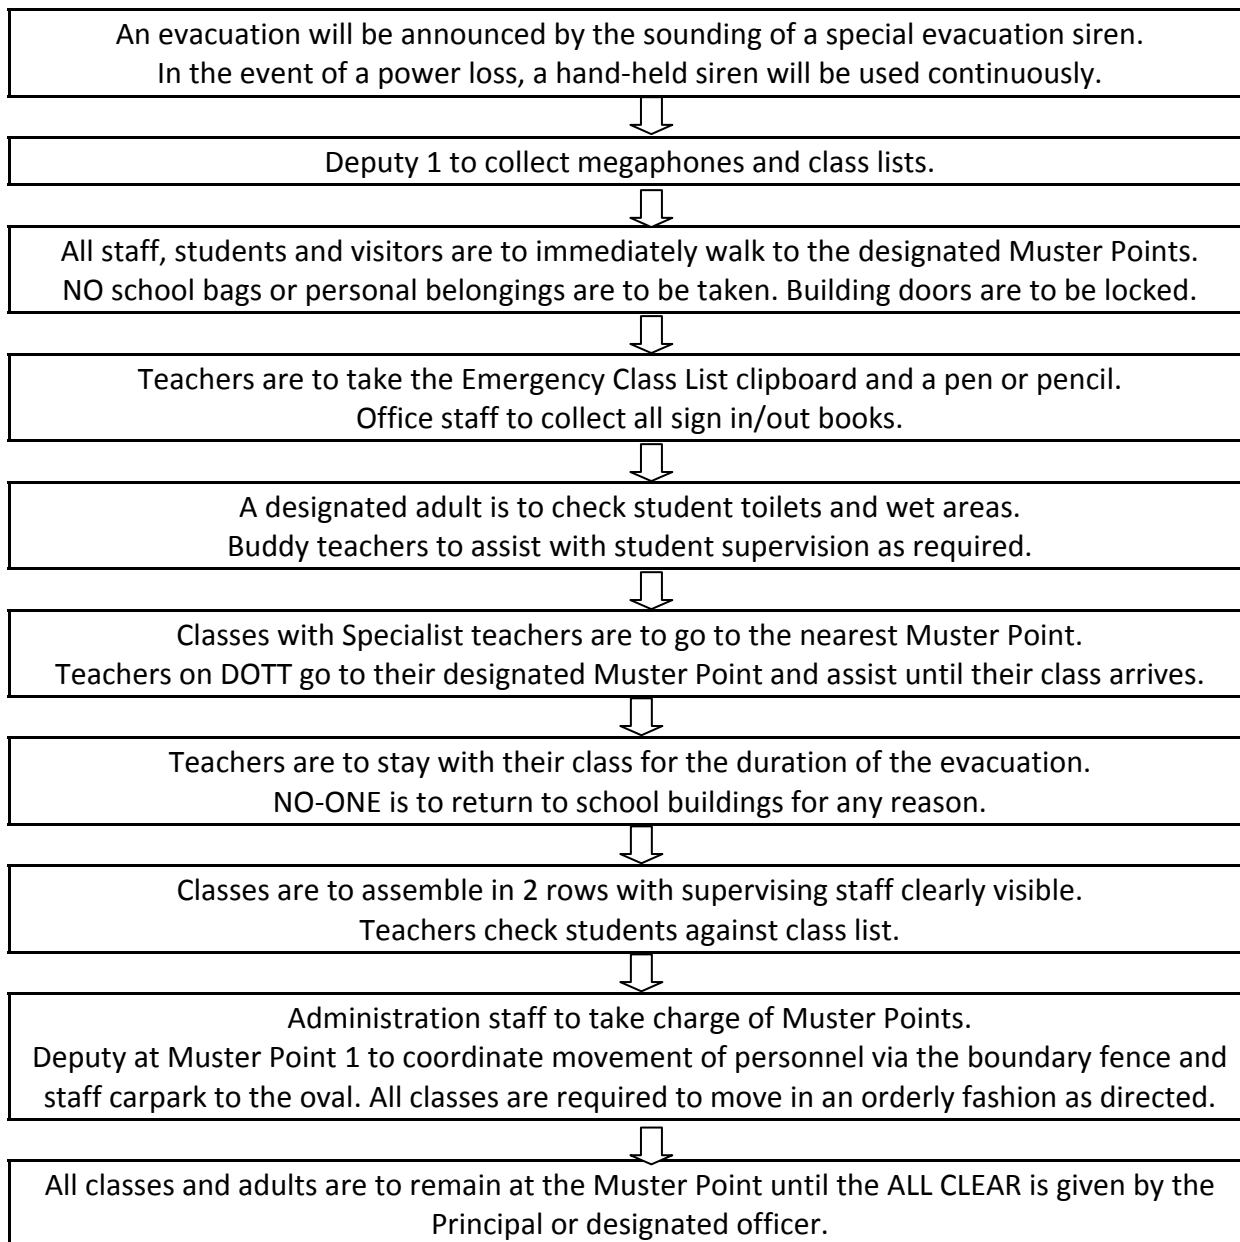 An evacuation will be announced by the sounding of a special evacuation siren.
In the event of a power loss, a hand-held siren will be used continuously.
Deputy 1 to collect megaphones and class lists.
All staff, students and visitors are to immediately walk to the designated Muster Points.
NO school bags or personal belongings are to be taken. Building doors are to be locked.
Teachers are to take the Emergency Class List clipboard and a pen or pencil.
Office staff to collect all sign in/out books.
A designated adult is to check student toilets and wet areas.
Buddy teachers to assist with student supervision as required.
Classes with Specialist teachers are to go to the nearest Muster Point.
Teachers on DOTT go to their designated Muster Point and assist until their class arrives.
Teachers are to stay with their class for the duration of the evacuation.
NO-ONE is to return to school buildings for any reason.
Classes are to assemble in 2 rows with supervising staff clearly visible.
Teachers check students against class list.
Administration staff to take charge of Muster Points.
Deputy at Muster Point 1 to coordinate movement of personnel via the boundary fence and
staff carpark to the oval. All classes are required to move in an orderly fashion as directed.
All classes and adults are to remain at the Muster Point until the ALL CLEAR is given by the
Principal or designated officer.